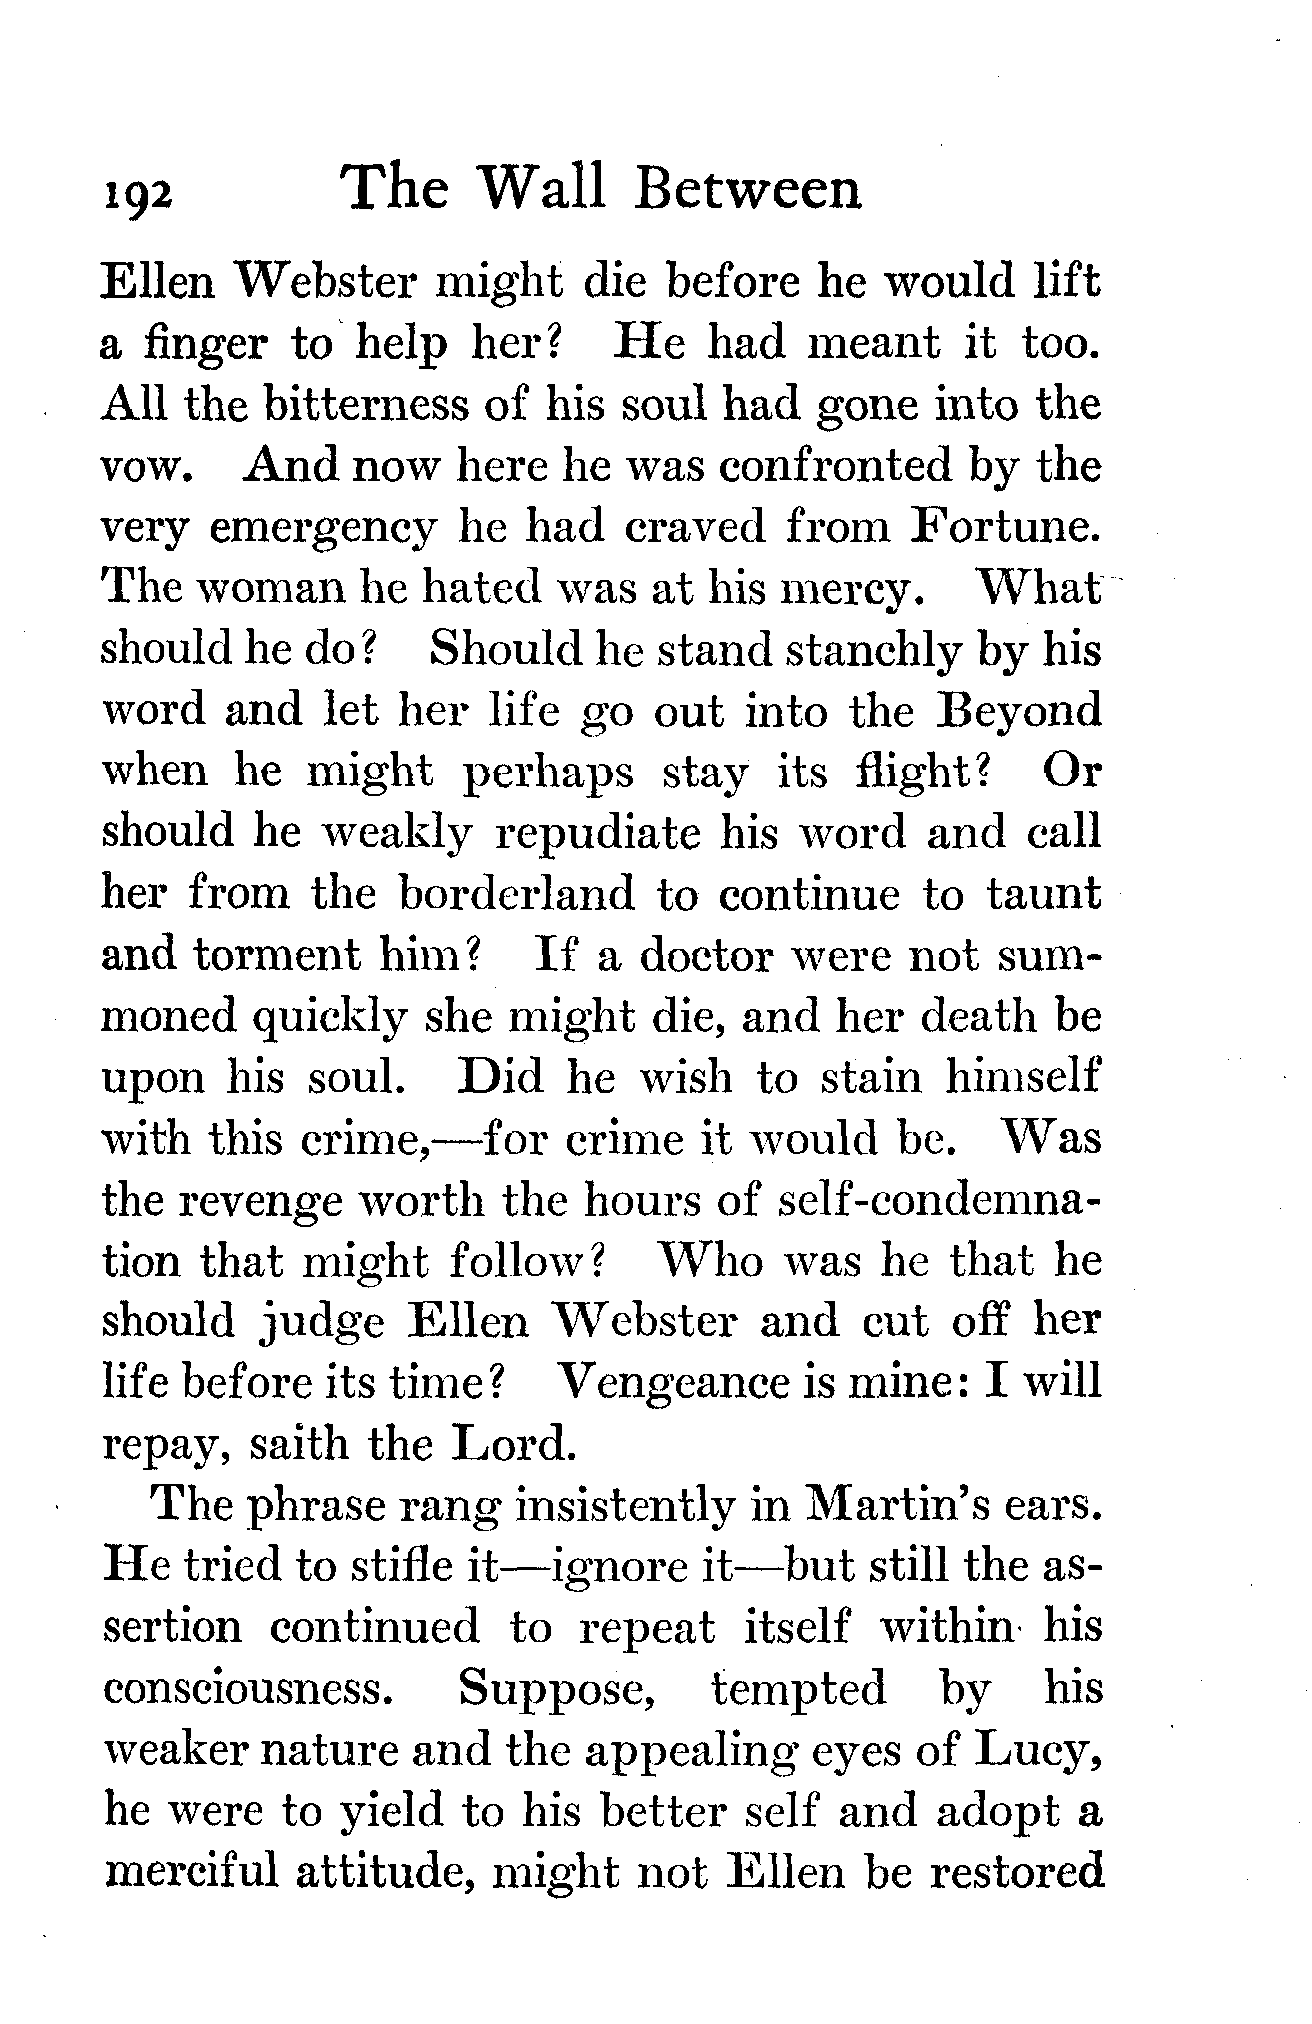 192 The Wall Between
Ellen Webster might die before he would lift
a finger to help her? He had meant it too.
All the bitterness of his soul had gone into the
vow. And now here he was confronted by the
very emergency he had craved from Fortune.
The woman he hated was at his mercy. What
should he do? Should he stand stanchly by his
word and let her life go out into the Beyond
when he might perhaps stay its flight? Or
should he weakly repudiate his word and call
her from the borderland to continue to taunt
and torment him? If a doctor were not sum-
moned quickly she might die, and her death be
upon his soul. Did he wish to stain himself
with this crime,—for crime it would be. Was
the revenge worth the hours of self-condemna-
tion that might follow? Who was he that he
should judge Ellen Webster and cut off her
life before its time? Vengeance is mine: I will
repay, saith the Lord.
The phrase rang insistently in Martin's ears.
He tried to stifle it—ignore it—but still the as-
sertion continued to repeat itself within his
consciousness. Suppose, tempted by his
weaker nature and the appealing eyes of Lucy,
he were to yield to his better self and adopt a
merciful attitude, might not Ellen be restored